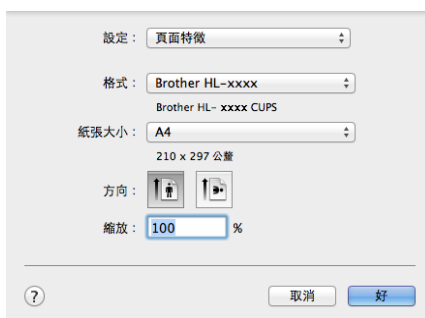 設定： 頁面特徵
格式： Brother HL-xxxx
Brother HL- xxxx CUPS
紙張大小： A4
210 x 297 公釐
方向：
縮放： 100 %
? 取消 好